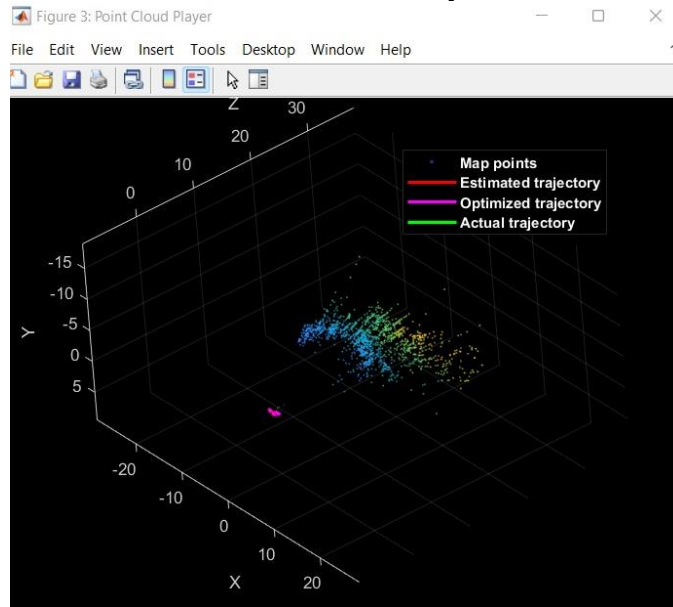 Figure 3: Point Cloud Player
File Edit View Insert Tools Desktop Window Help
Z
30
20
10
0
Map points
Estimated trajectory
Optimized trajectory
Actual trajectory
-15
-10
-5
Y
0
5
-20
-10
0
10
X
20